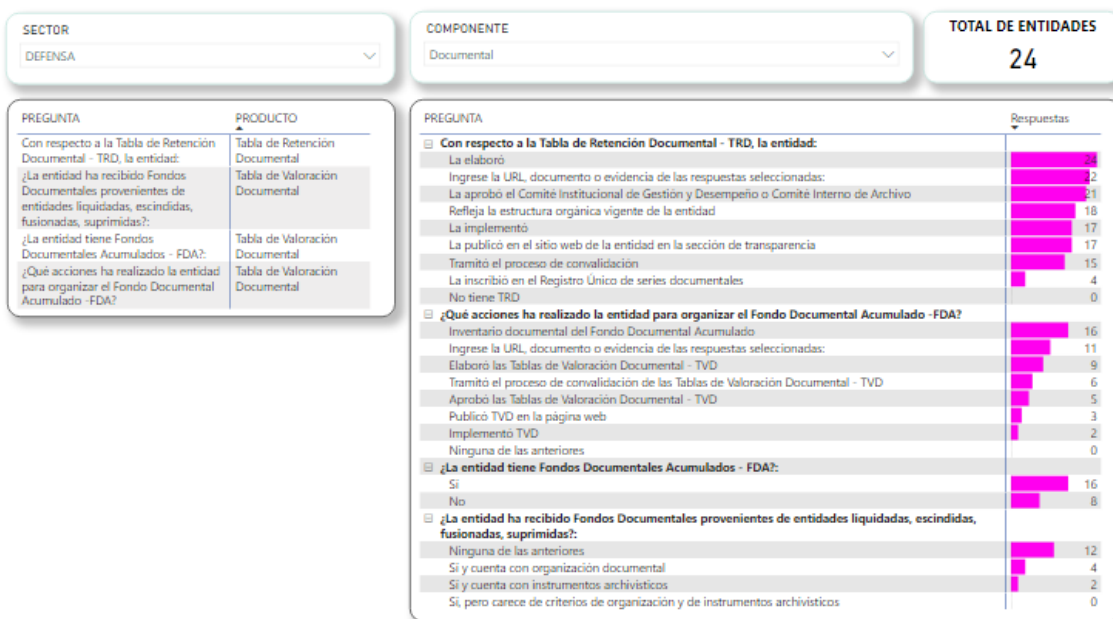 SECTOR
DEFENSA
COMPONENTE
Documental
TOTAL DE ENTIDADES
24
PREGUNTA PRODUCTO
Con respecto a la Tabla de Retención Tabla de Retención
Documental - TRD, la entidad: Documental
¿La entidad ha recibido Fondos Tabla de Valoración
Documentales provenientes de Documental
entidades liquidadas, escindidas,
fusionadas, suprimidas?:
¿La entidad tiene Fondos Tabla de Valoración
Documentales Acumulados - FDA?: Documental
¿Qué acciones ha realizado la entidad Tabla de Valoración
para organizar el Fondo Documental Documental
Acumulado -FDA?
PREGUNTA Respuestas
Con respecto a la Tabla de Retención Documental - TRD, la entidad:
La elaboró 24
Ingrese la URL, documento o evidencia de las respuestas seleccionadas: 22
La aprobó el Comité Institucional de Gestión y Desempeño o Comité Interno de Archivo 21
Refleja la estructura orgánica vigente de la entidad 18
La implementó 17
La publicó en el sitio web de la entidad en la sección de transparencia 17
Tramitó el proceso de convalidación 15
La inscribió en el Registro Único de series documentales 4
No tiene TRD 0
¿Qué acciones ha realizado la entidad para organizar el Fondo Documental Acumulado -FDA?
Inventario documental del Fondo Documental Acumulado 16
Ingrese la URL, documento o evidencia de las respuestas seleccionadas: 11
Elaboró las Tablas de Valoración Documental - TVD 9
Tramitó el proceso de convalidación de las Tablas de Valoración Documental - TVD 6
Aprobó las Tablas de Valoración Documental - TVD 5
Publicó TVD en la página web 3
Implementó TVD 2
Ninguna de las anteriores 0
¿La entidad tiene Fondos Documentales Acumulados - FDA?:
Sí 16
No 8
¿La entidad ha recibido Fondos Documentales provenientes de entidades liquidadas, escindidas,
fusionadas, suprimidas?:
Ninguna de las anteriores 12
Sí y cuenta con organización documental 4
Sí y cuenta con instrumentos archivísticos 2
Sí, pero carece de criterios de organización y de instrumentos archivísticos 0